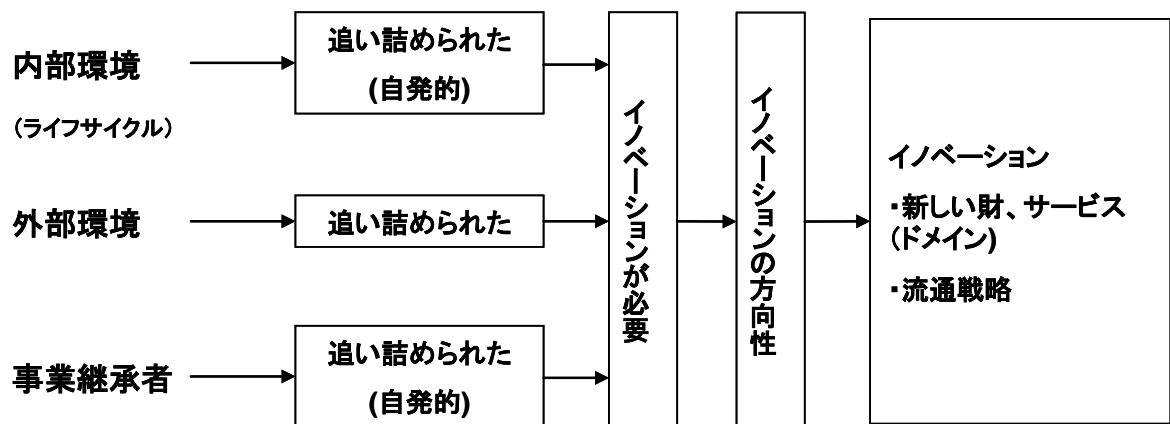 内部環境
（ライフサイクル）
追い詰められた
(自発的)
外部環境
追い詰められた
事業継承者
追い詰められた
(自発的)
イノベーションが必要
イノベーションの方向性
イノベーション
・新しい財、サービス
(ドメイン)
・流通戦略